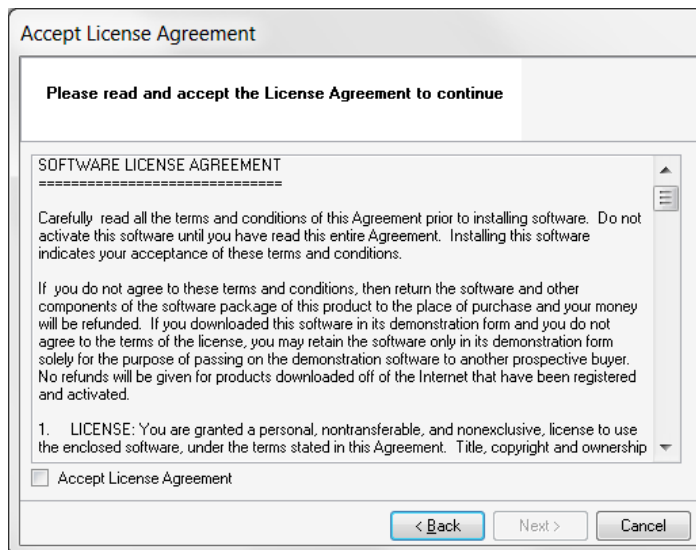 Accept License Agreement
Please read and accept the License Agreement to continue
SOFTWARE LICENSE AGREEMENT
==============================
Carefully  read all the terms and conditions of this Agreement prior to installing software.  Do not
activate this software until you have read this entire Agreement.  Installing this software
indicates your acceptance of these terms and conditions.
If  you do not agree to these terms and conditions, then return the software and other
components of the software package of this product to the place of purchase and your money
will be refunded.  If you downloaded this software in its demonstration form and you do not
agree to the terms of the license, you may retain the software only in its demonstration form
solely for the purpose of passing on the demonstration software to another prospective buyer.
No refunds will be given for products downloaded off of the Internet that have been registered
and activated.
1.    LICENSE: You are granted a personal, nontransferable, and nonexclusive, license to use
the enclosed software, under the terms stated in this Agreement.  Title, copyright and ownership
Accept License Agreement
< Back
Next >
Cancel